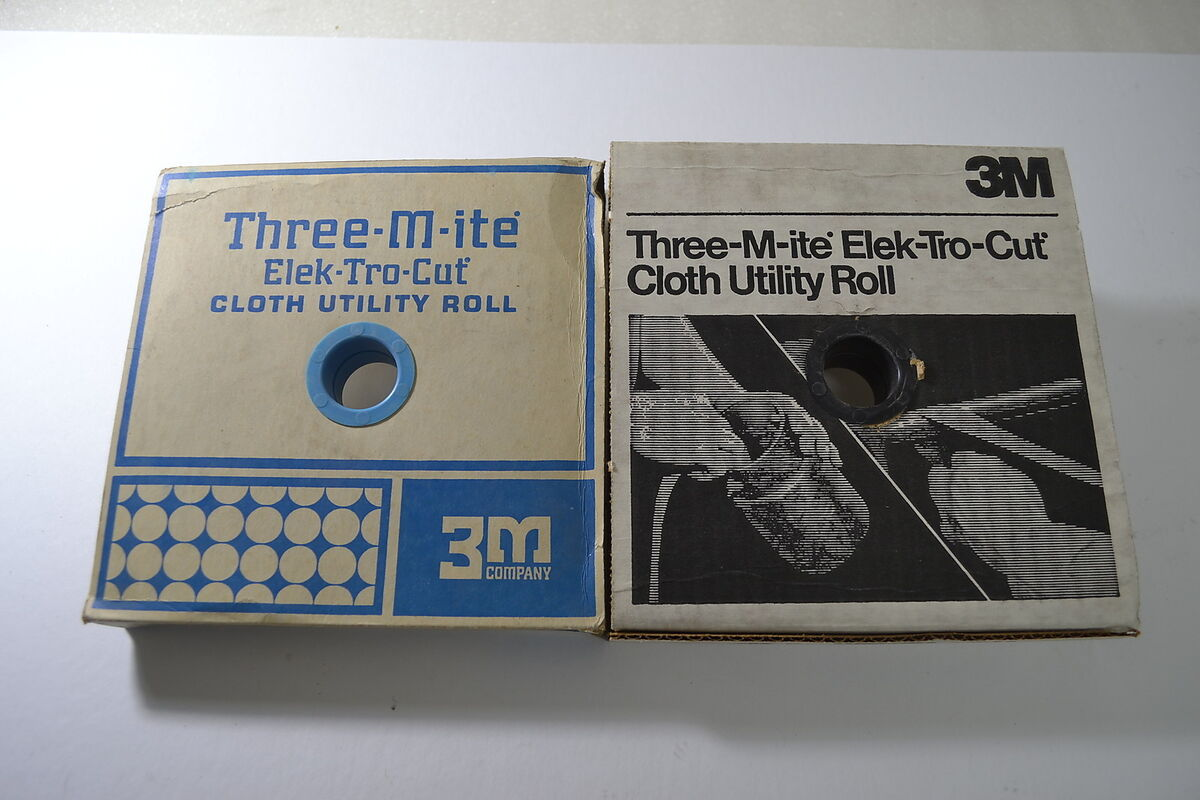 Three-M-ite®
Elek-Tro-Cut®
CLOTH UTILITY ROLL
3M
COMPANY
3M
Three-M-ite® Elek-Tro-Cut®
Cloth Utility Roll